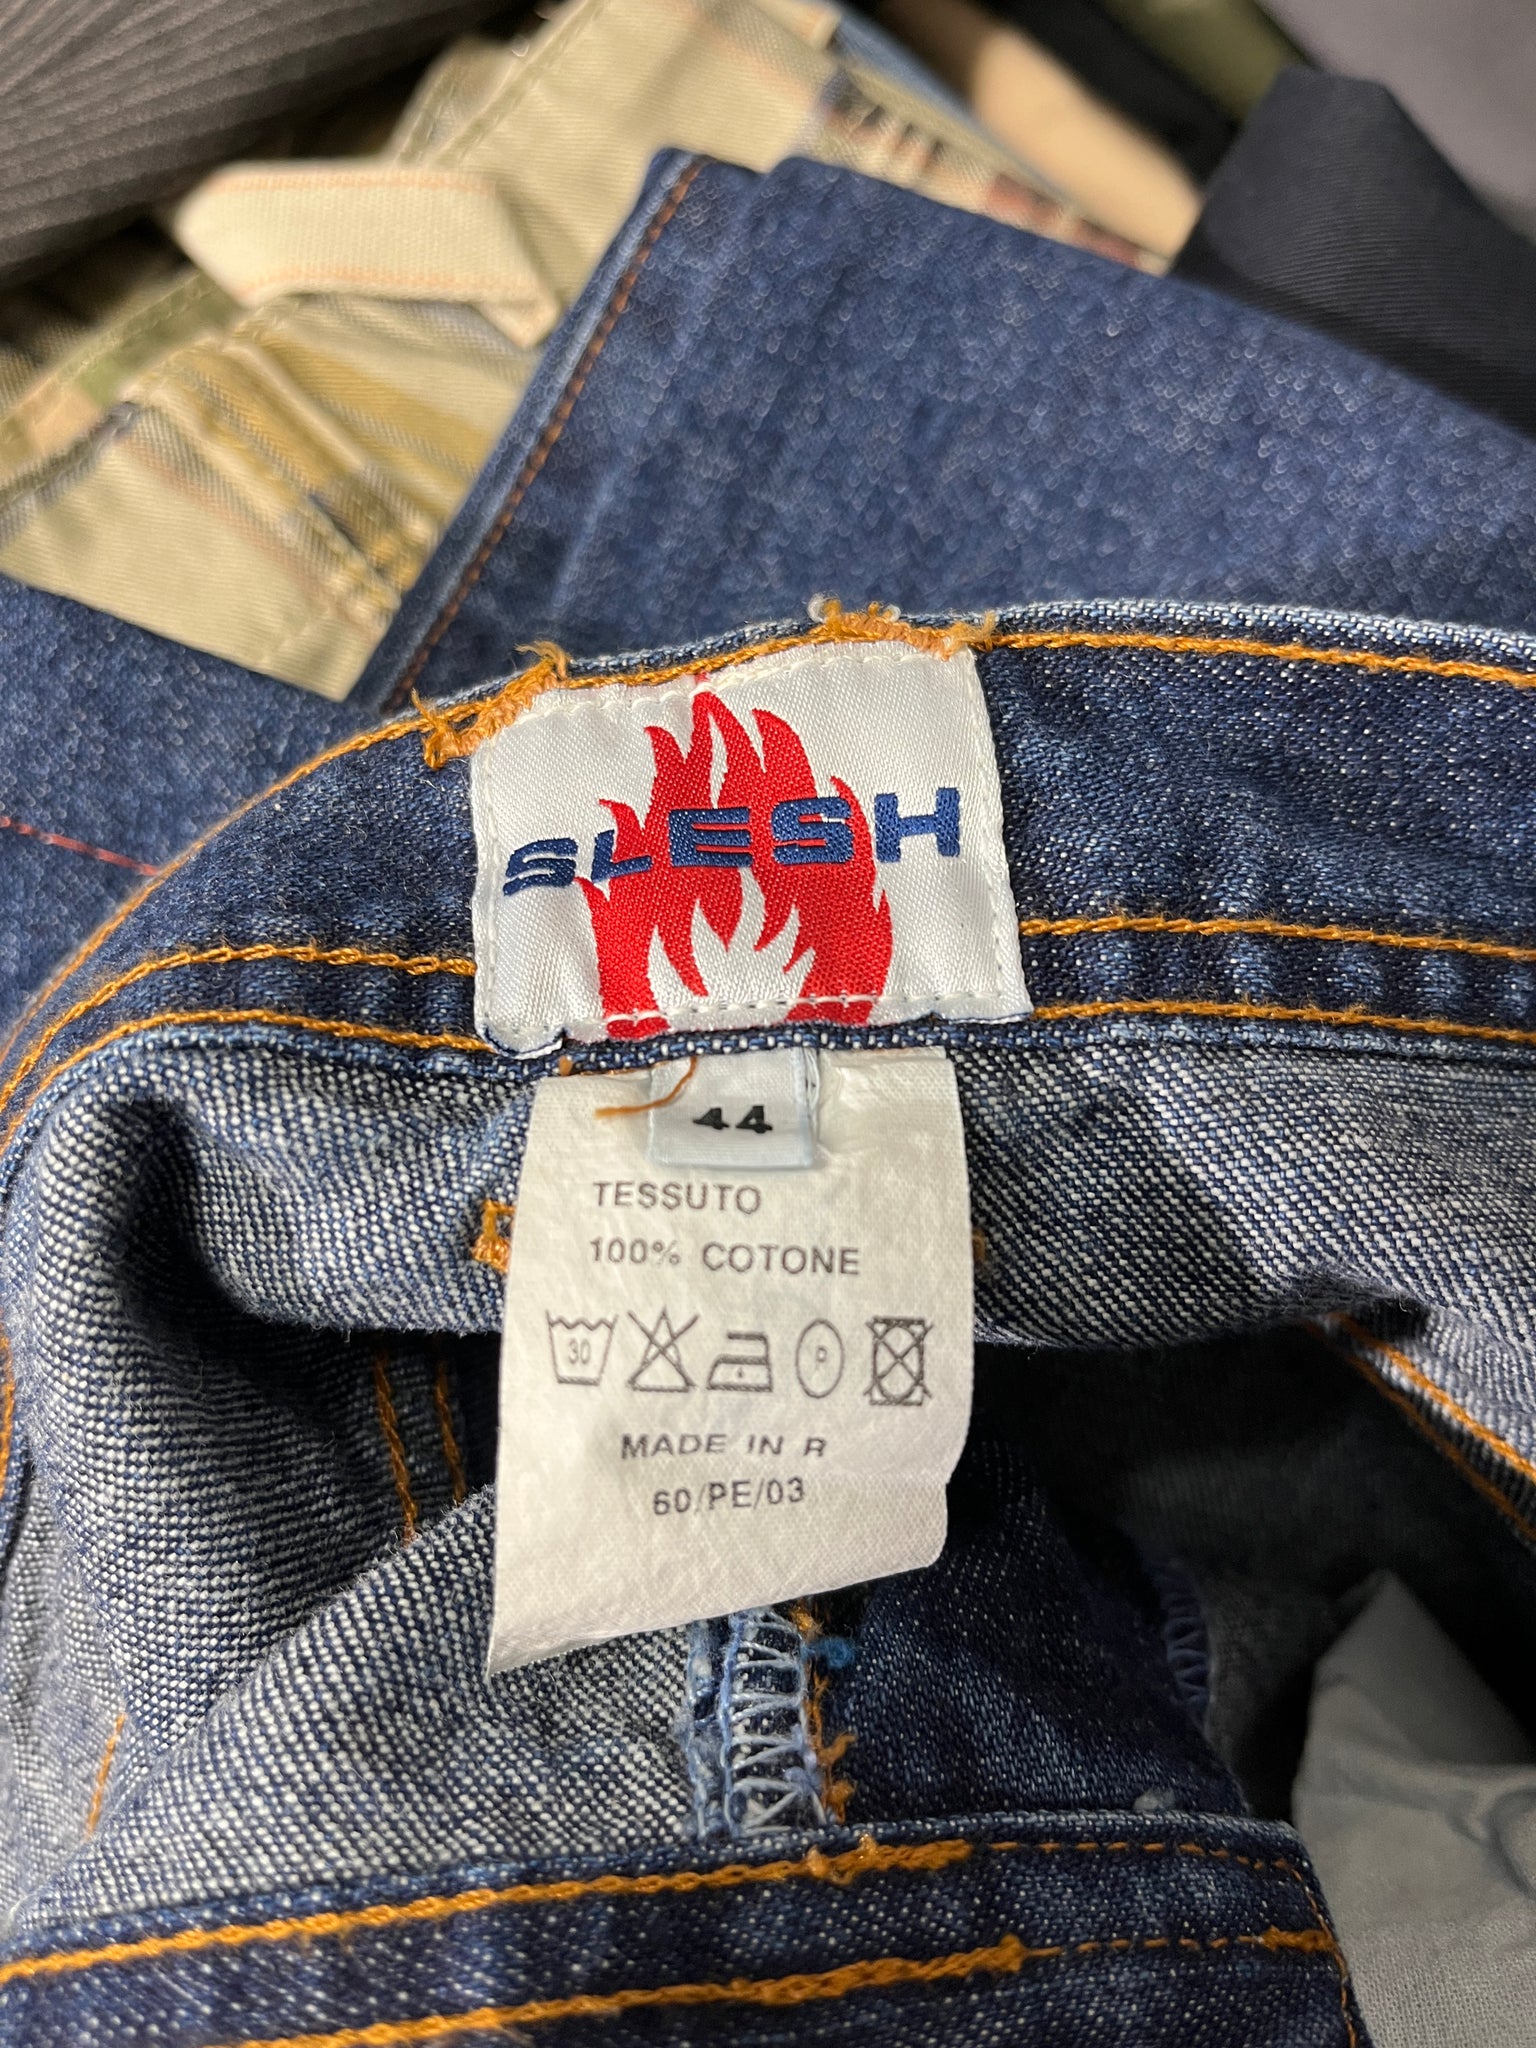 SLESH
44
TESSUTO
100% COTONE
30
P
MADE IN R
60/PE/03